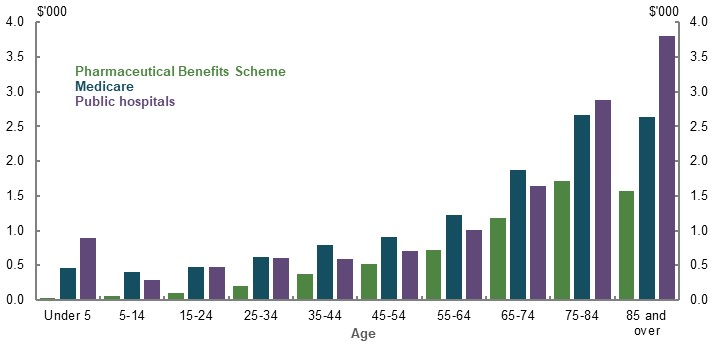 $'000 $'000
4.0 4.0
3.5 3.5
3.0 3.0
2.5 2.5
2.0 2.0
1.5 1.5
1.0 1.0
0.5 0.5
0.0 0.0
Pharmaceutical Benefits Scheme
Medicare
Public hospitals
Under 5 5-14 15-24 25-34 35-44 45-54 55-64 65-74 75-84 85 and
over
Age